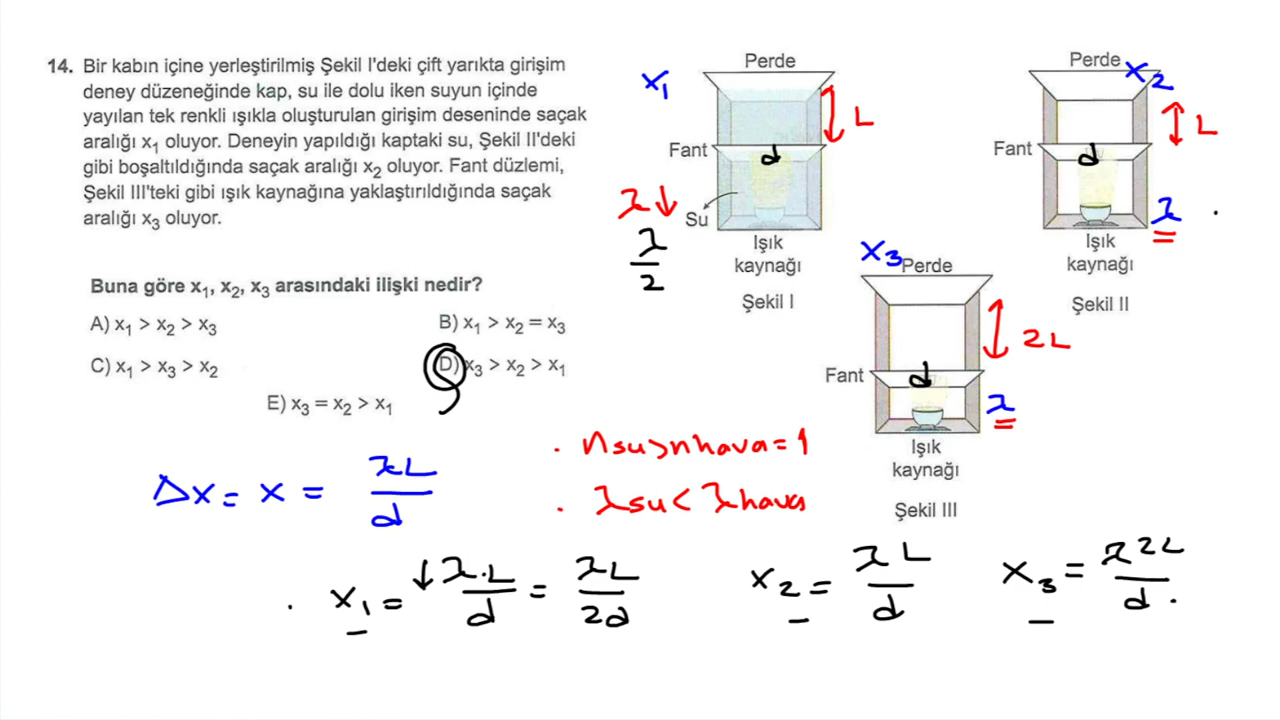 14. Bir kabın içine yerleştirilmiş Şekil I'deki çift yarıkta girişim
deney düzeneğinde kap, su ile dolu iken suyun içinde
yayılan tek renkli ışıkla oluşturulan girişim deseninde saçak
aralığı x₁ oluyor. Deneyin yapıldığı kaptaki su, Şekil II'deki
gibi boşaltıldığında saçak aralığı x₂ oluyor. Fant düzlemi,
Şekil III'teki gibi ışık kaynağına yaklaştırıldığında saçak
aralığı x₃ oluyor.
Buna göre x₁, x₂, x₃ arasındaki ilişki nedir?
A) x₁ > x₂ > x₃
B) x₁ > x₂ = x₃
C) x₁ > x₃ > x₂
D) x₃ > x₂ > x₁
E) x₃ = x₂ > x₁
x₁
Perde
L
Fant
d
λ↓
λ/2
Su
Işık
kaynağı
Şekil I
Perde
x₂
L
Fant
d
λ
Işık
kaynağı
Şekil II
x₃
Perde
2L
Fant
d
λ
Işık
kaynağı
Şekil III
. nsu>nhava=1
. λsu < λhava
Δx = x = λL/d
. x₁ = ↓λ.L/d = λL/2d
x₂ = λL/d
x₃ = λ2L/d.